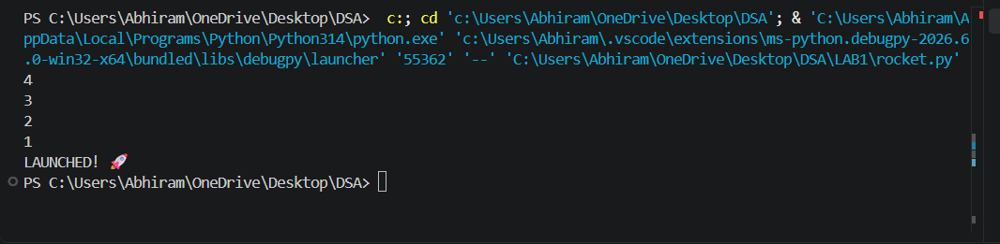 PS C:\Users\Abhiram\OneDrive\Desktop\DSA>  c:; cd 'c:\Users\Abhiram\OneDrive\Desktop\DSA'; & 'C:\Users\Abhiram\A
ppData\Local\Programs\Python\Python314\python.exe' 'c:\Users\Abhiram\.vscode\extensions\ms-python.debugpy-2026.6
.0-win32-x64\bundled\libs\debugpy\launcher' '55362' '--' 'C:\Users\Abhiram\OneDrive\Desktop\DSA\LAB1\rocket.py'
4
3
2
1
LAUNCHED! 🚀
PS C:\Users\Abhiram\OneDrive\Desktop\DSA>